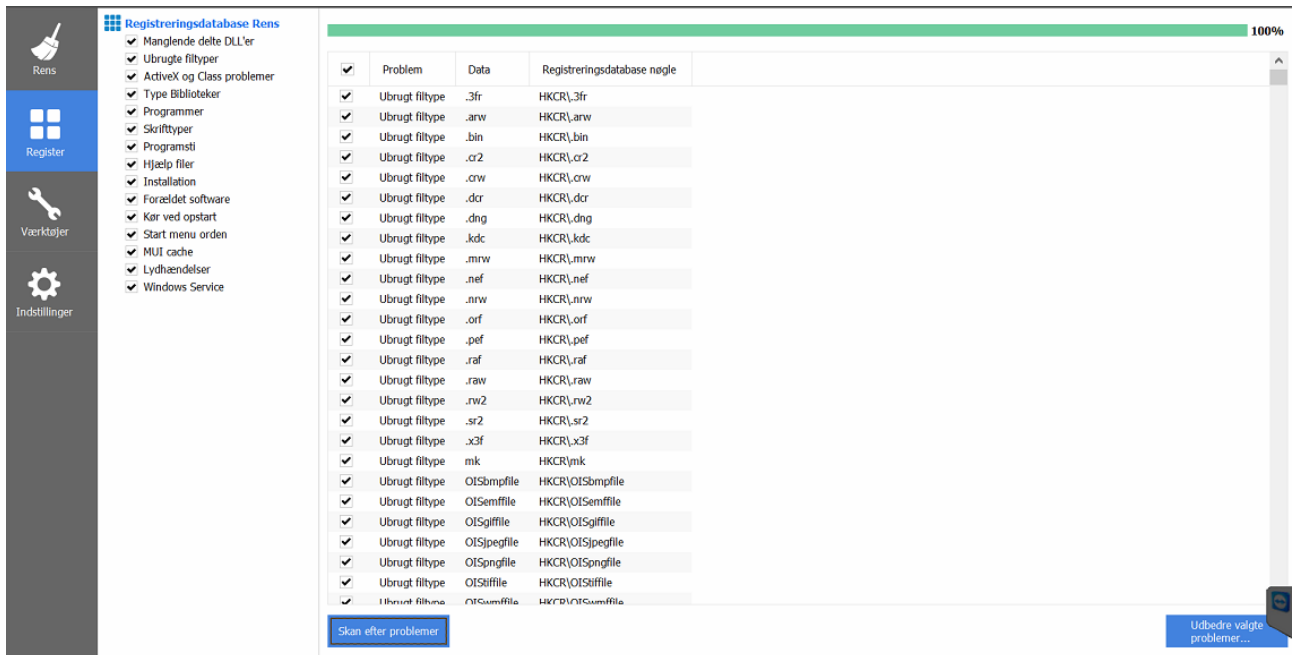 Rens
Register
Værktøjer
Indstillinger
Registreringsdatabase Rens
Manglende delte DLL'er
Ubrugte filtyper
ActiveX og Class problemer
Type Biblioteker
Programmer
Skrifttyper
Programsti
Hjælp filer
Installation
Forældet software
Kør ved opstart
Start menu orden
MUI cache
Lydhændelser
Windows Service
100%
Problem Data Registreringsdatabase nøgle
Ubrugt filtype .3fr HKCR\.3fr
Ubrugt filtype .arw HKCR\.arw
Ubrugt filtype .bin HKCR\.bin
Ubrugt filtype .cr2 HKCR\.cr2
Ubrugt filtype .crw HKCR\.crw
Ubrugt filtype .dcr HKCR\.dcr
Ubrugt filtype .dng HKCR\.dng
Ubrugt filtype .kdc HKCR\.kdc
Ubrugt filtype .mrw HKCR\.mrw
Ubrugt filtype .nef HKCR\.nef
Ubrugt filtype .nrw HKCR\.nrw
Ubrugt filtype .orf HKCR\.orf
Ubrugt filtype .pef HKCR\.pef
Ubrugt filtype .raf HKCR\.raf
Ubrugt filtype .raw HKCR\.raw
Ubrugt filtype .rw2 HKCR\.rw2
Ubrugt filtype .sr2 HKCR\.sr2
Ubrugt filtype .x3f HKCR\.x3f
Ubrugt filtype mk HKCR\mk
Ubrugt filtype OISbmpfile HKCR\OISbmpfile
Ubrugt filtype OISemffile HKCR\OISemffile
Ubrugt filtype OISgiffile HKCR\OISgiffile
Ubrugt filtype OISjpegfile HKCR\OISjpegfile
Ubrugt filtype OISpngfile HKCR\OISpngfile
Ubrugt filtype OIStiffile HKCR\OIStiffile
Ubrugt filtype OISwmffile HKCR\OISwmffile
Skan efter problemer
Udbedre valgte
problemer...